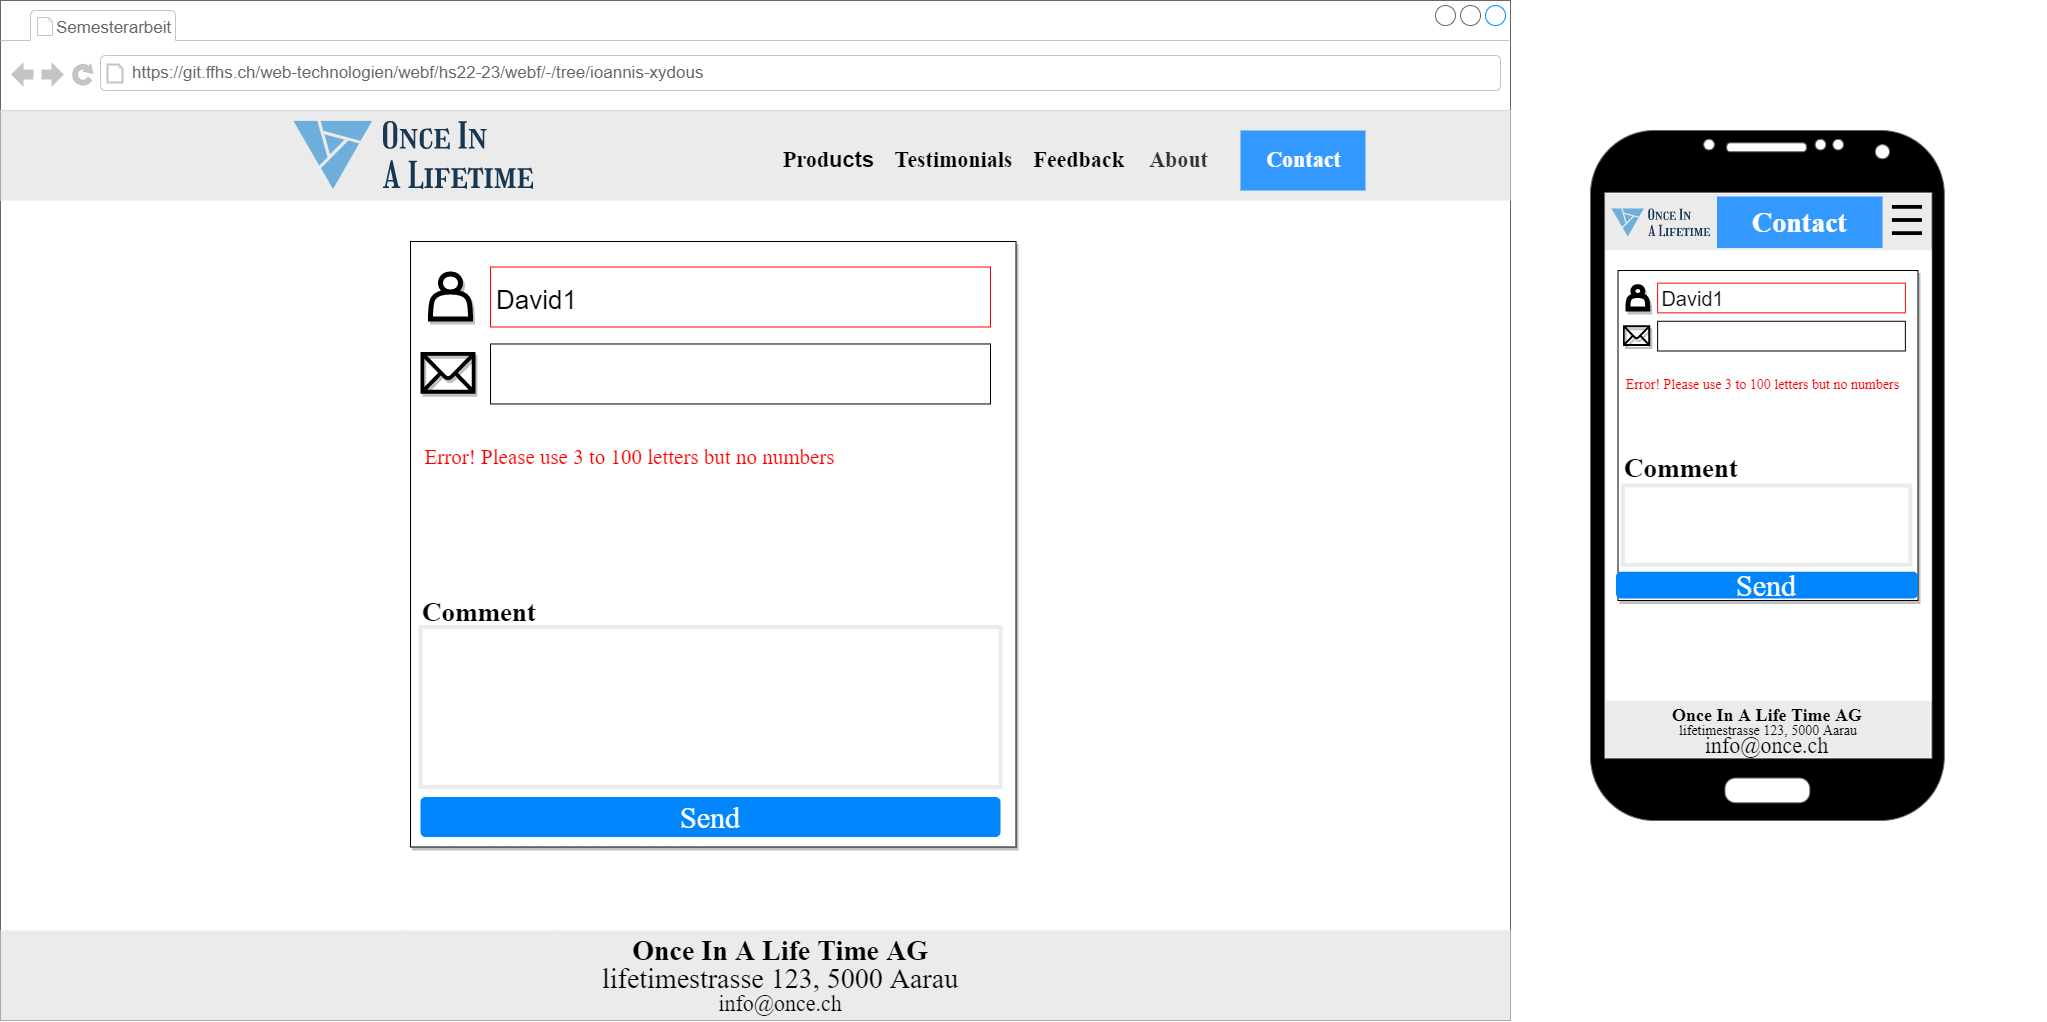 Semesterarbeit
https://git.ffhs.ch/web-technologien/webf/hs22-23/webf/-/tree/ioannis-xydous
Once In
A Lifetime
Products Testimonials Feedback About Contact
David1
Error! Please use 3 to 100 letters but no numbers
Comment
Send
Once In A Life Time AG
lifetimestrasse 123, 5000 Aarau
info@once.ch
Once In
A Lifetime
Contact
David1
Error! Please use 3 to 100 letters but no numbers
Comment
Send
Once In A Life Time AG
lifetimestrasse 123, 5000 Aarau
info@once.ch